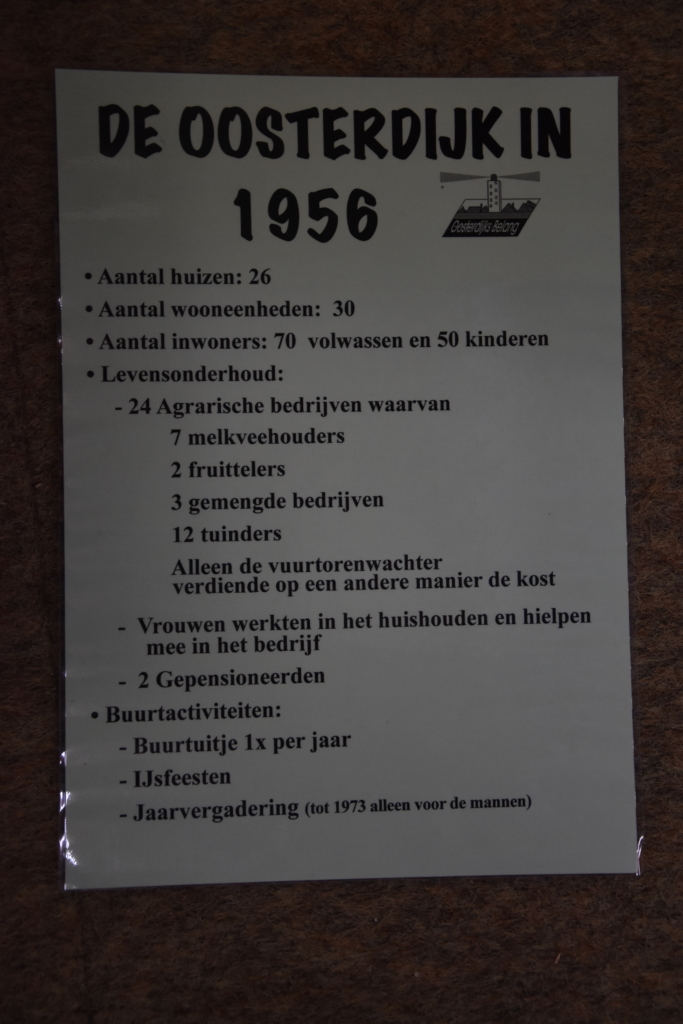 DE OOSTERDIJK IN
1956
Oosterdijks Belang
• Aantal huizen: 26
• Aantal wooneenheden: 30
• Aantal inwoners: 70 volwassen en 50 kinderen
• Levensonderhoud:
- 24 Agrarische bedrijven waarvan
7 melkveehouders
2 fruittelers
3 gemengde bedrijven
12 tuinders
Alleen de vuurtorenwachter
verdiende op een andere manier de kost
- Vrouwen werkten in het huishouden en hielpen
mee in het bedrijf
- 2 Gepensioneerden
• Buurtactiviteiten:
- Buurtuitje 1x per jaar
- IJsfeesten
- Jaarvergadering (tot 1973 alleen voor de mannen)